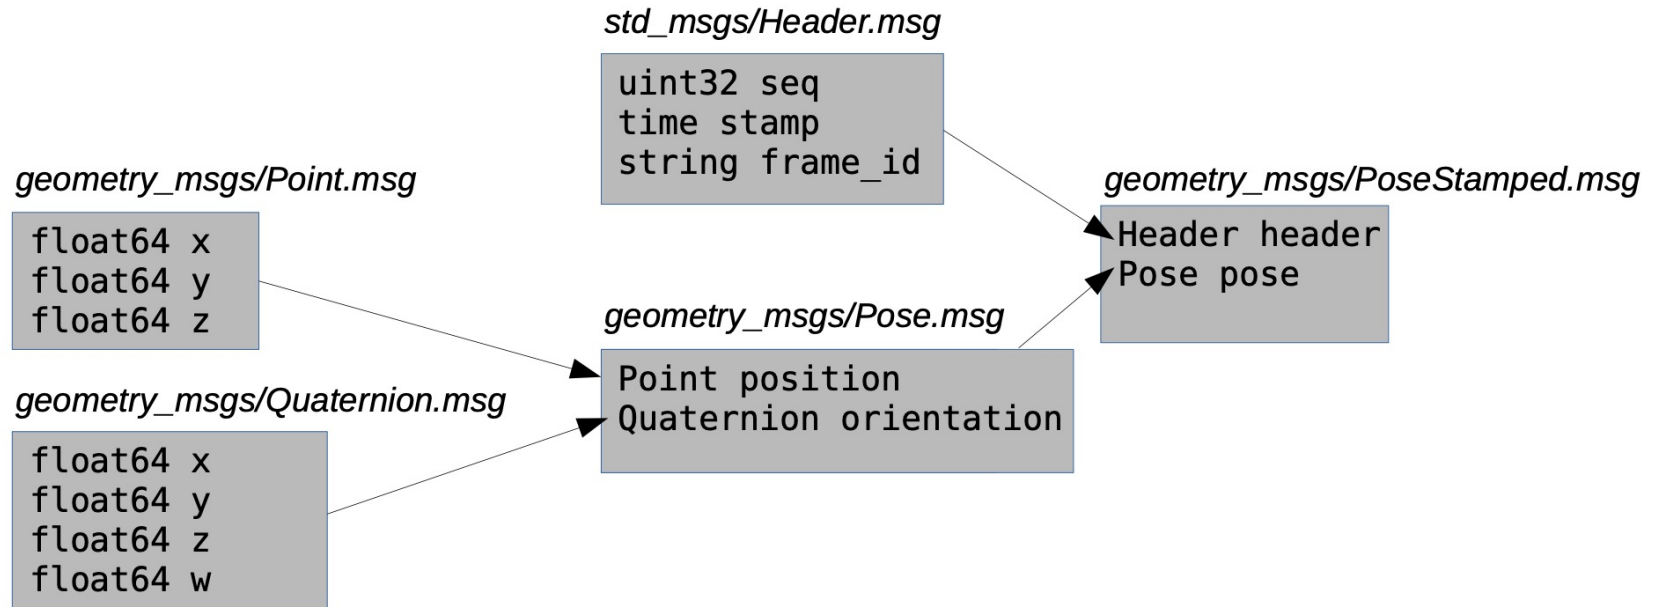 std_msgs/Header.msg
uint32 seq
time stamp
string frame_id
geometry_msgs/Point.msg
float64 x
float64 y
float64 z
geometry_msgs/Quaternion.msg
float64 x
float64 y
float64 z
float64 w
geometry_msgs/Pose.msg
Point position
Quaternion orientation
geometry_msgs/PoseStamped.msg
Header header
Pose pose